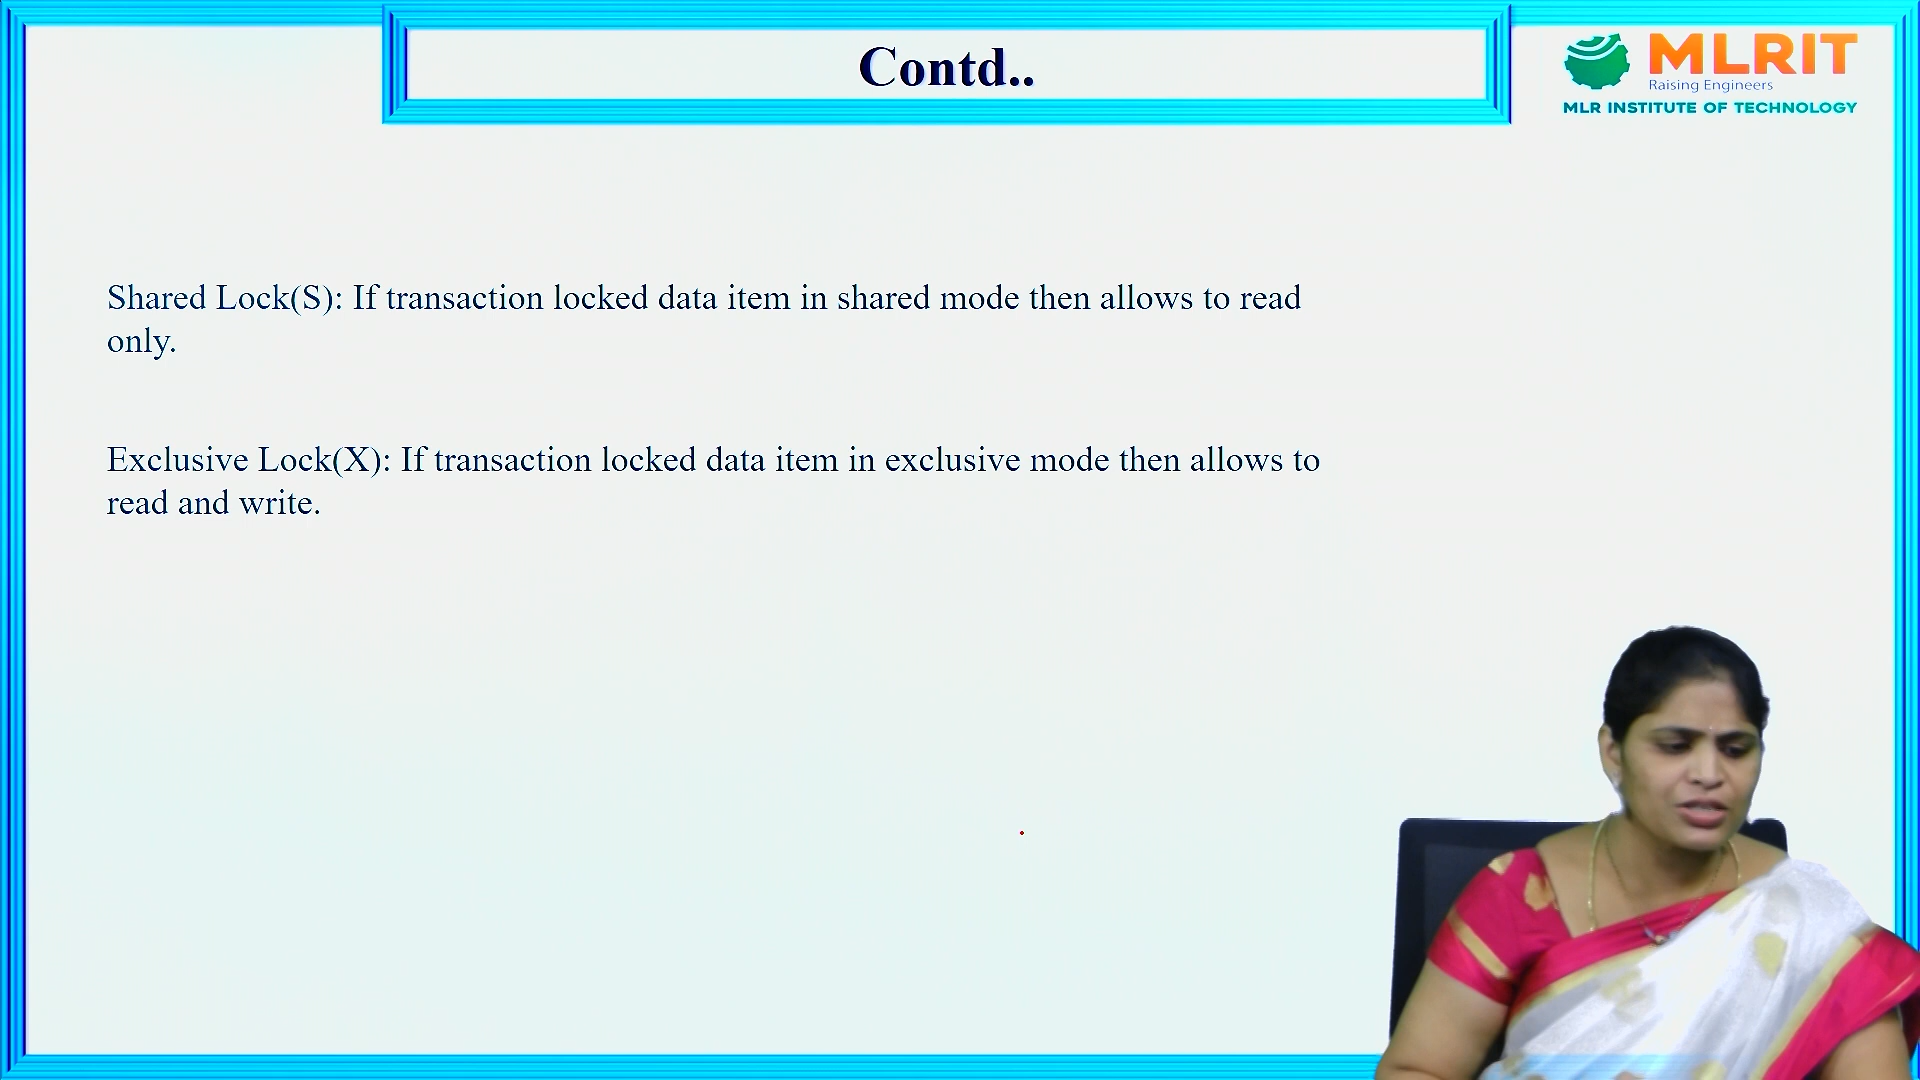 Contd..
MLRIT
Raising Engineers
MLR INSTITUTE OF TECHNOLOGY
Shared Lock(S): If transaction locked data item in shared mode then allows to read
only.
Exclusive Lock(X): If transaction locked data item in exclusive mode then allows to
read and write.